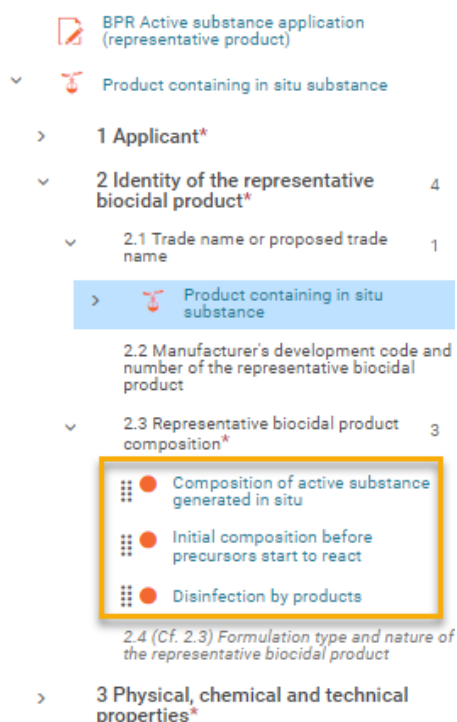 BPR Active substance application
(representative product)
Product containing in situ substance
1 Applicant*
2 Identity of the representative
biocidal product*
4
2.1 Trade name or proposed trade
name
1
Product containing in situ
substance
2.2 Manufacturer's development code and
number of the representative biocidal
product
2.3 Representative biocidal product
composition*
3
Composition of active substance
generated in situ
Initial composition before
precursors start to react
Disinfection by products
2.4 (Cf. 2.3) Formulation type and nature of
the representative biocidal product
3 Physical, chemical and technical
properties*